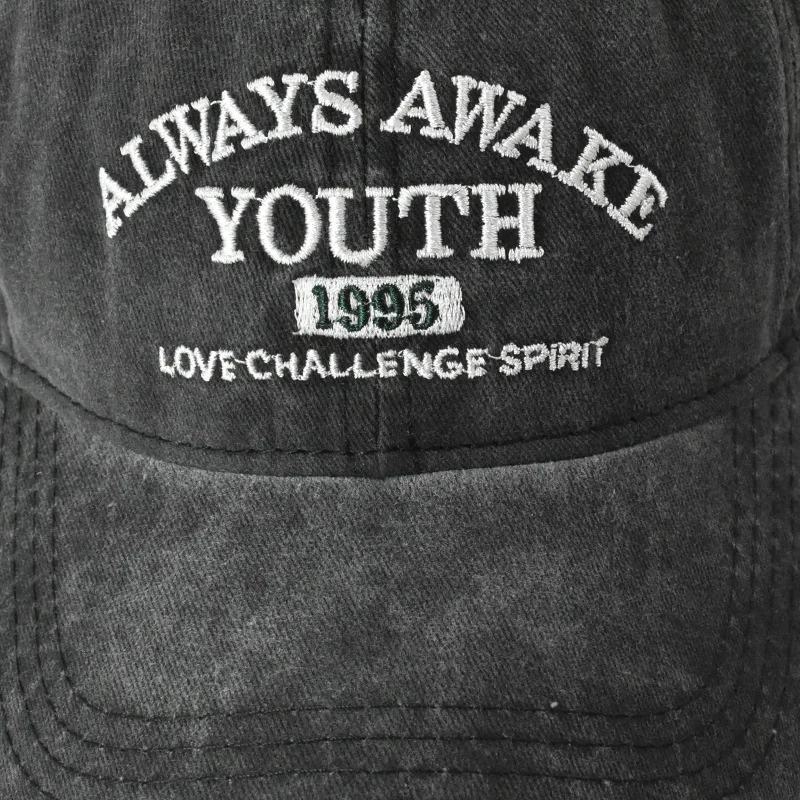 ALWAYS AWAKE
YOUTH
1995
LOVE CHALLENGE SPIRIT